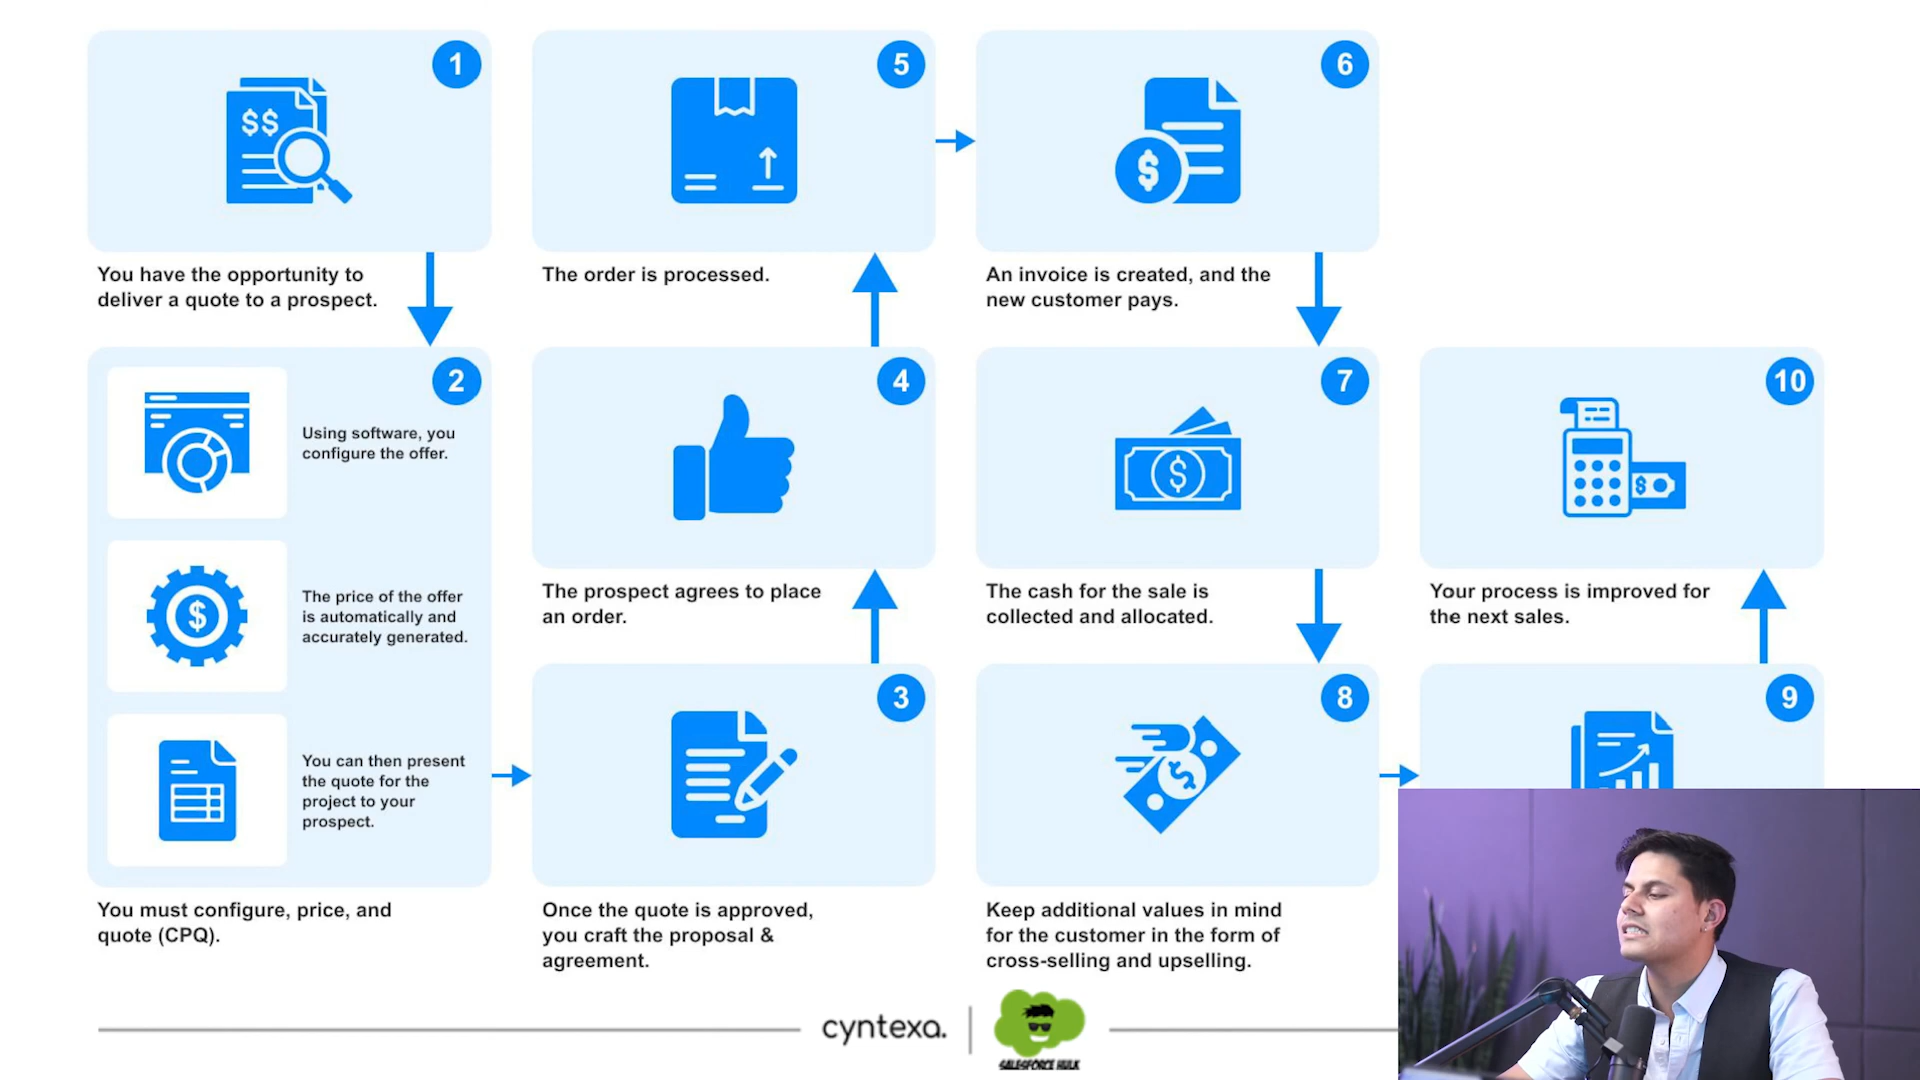 1
$$
You have the opportunity to
deliver a quote to a prospect.
2
Using software, you
configure the offer.
$
The price of the offer
is automatically and
accurately generated.
You can then present
the quote for the
project to your
prospect.
You must configure, price, and
quote (CPQ).
3
Once the quote is approved,
you craft the proposal &
agreement.
4
The prospect agrees to place
an order.
5
The order is processed.
6
$
An invoice is created, and the
new customer pays.
7
$
The cash for the sale is
collected and allocated.
8
$
Keep additional values in mind
for the customer in the form of
cross-selling and upselling.
9
10
$
Your process is improved for
the next sales.
cyntexa.
SALESFORCE HULK